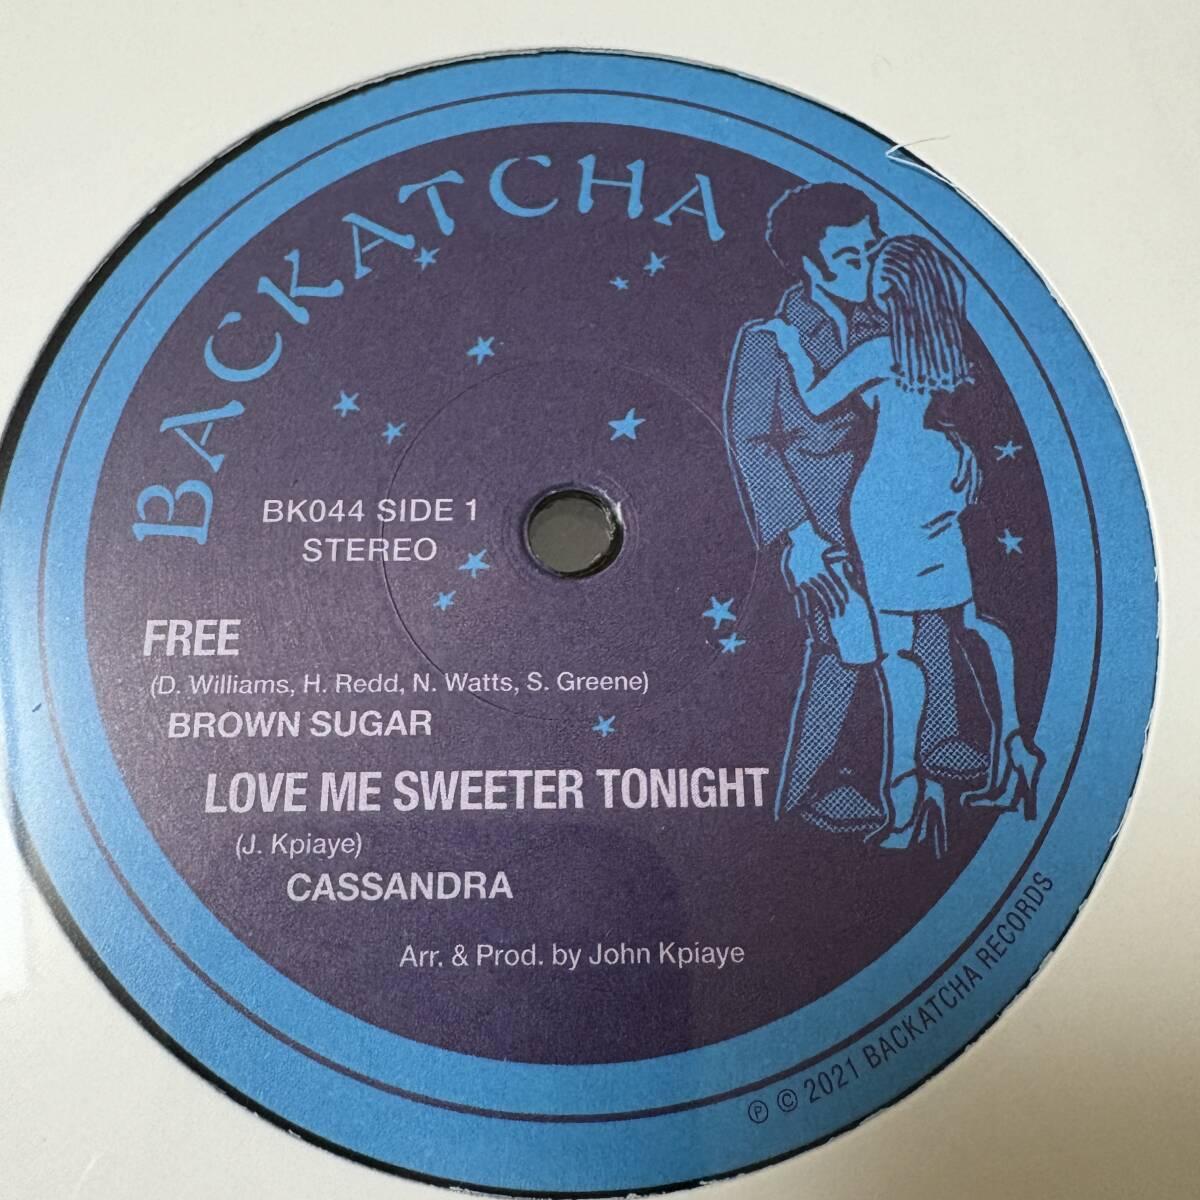 BACKATCHA
BK044 SIDE 1
STEREO
FREE
(D. Williams, H. Redd, N. Watts, S. Greene)
BROWN SUGAR
LOVE ME SWEETER TONIGHT
(J. Kpiaye)
CASSANDRA
Arr. & Prod. by John Kpiaye
℗ © 2021 BACKATCHA RECORDS